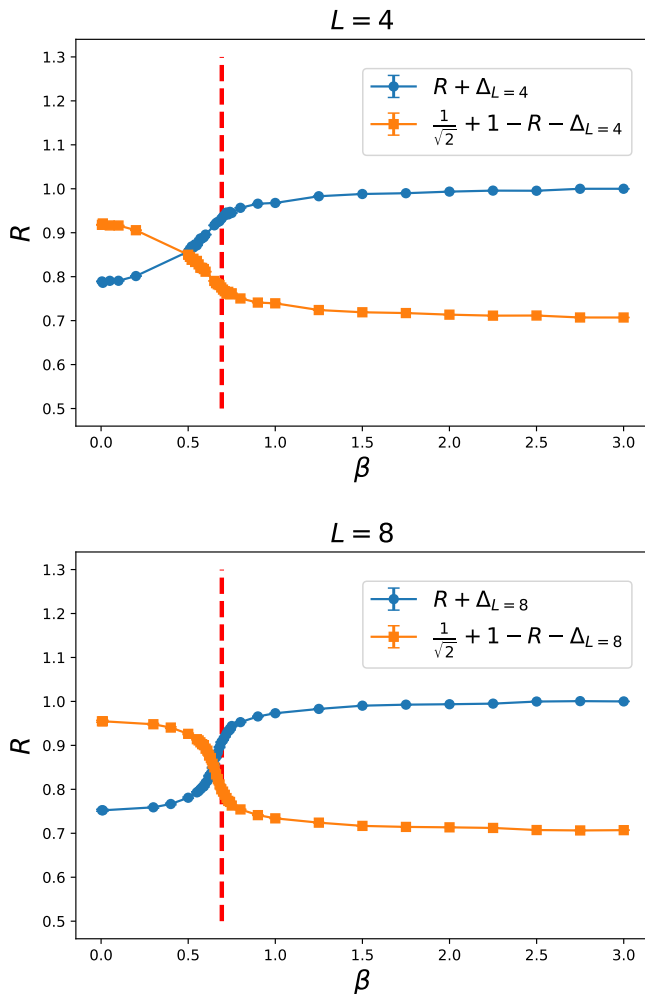 L = 4
1.3
1.2
1.1
1.0
0.9
0.8
0.7
0.6
0.5
R
R + Δ_{L=4}
\frac{1}{\sqrt{2}} + 1 − R − Δ_{L=4}
0.0 0.5 1.0 1.5 2.0 2.5 3.0
β
L = 8
1.3
1.2
1.1
1.0
0.9
0.8
0.7
0.6
0.5
R
R + Δ_{L=8}
\frac{1}{\sqrt{2}} + 1 − R − Δ_{L=8}
0.0 0.5 1.0 1.5 2.0 2.5 3.0
β